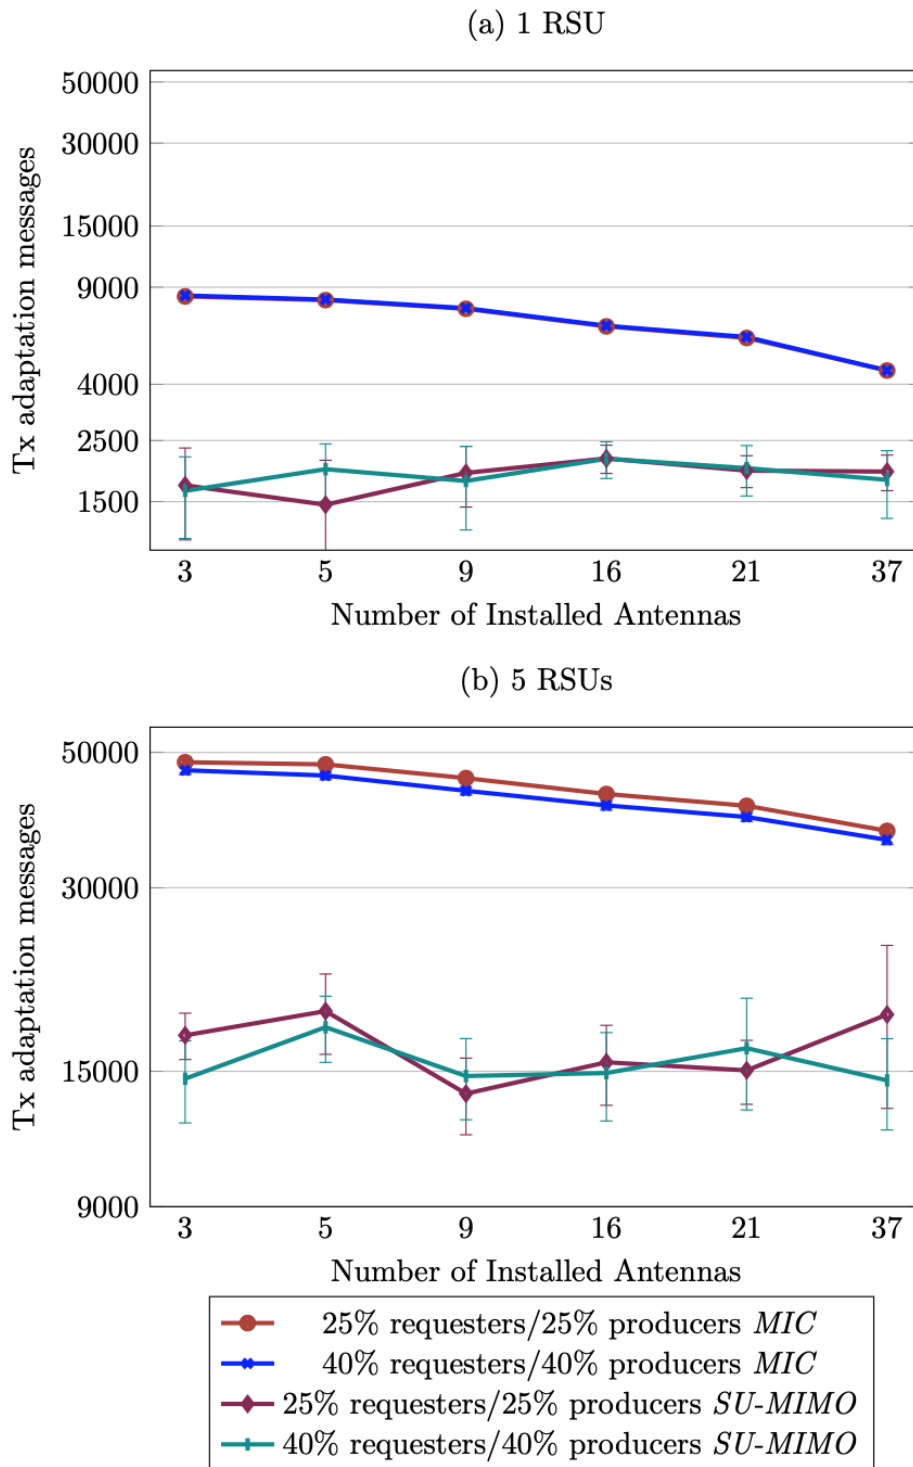 (a) 1 RSU
50000
30000
15000
9000
4000
2500
1500
Tx adaptation messages
3 5 9 16 21 37
Number of Installed Antennas
(b) 5 RSUs
50000
30000
15000
9000
Tx adaptation messages
3 5 9 16 21 37
Number of Installed Antennas
25% requesters/25% producers MIC
40% requesters/40% producers MIC
25% requesters/25% producers SU-MIMO
40% requesters/40% producers SU-MIMO